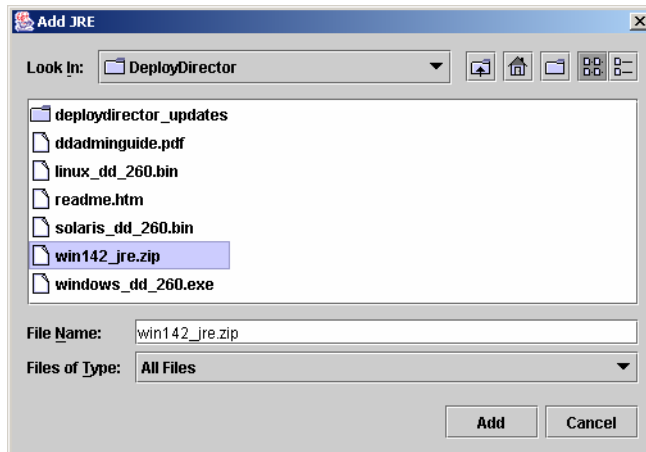 Add JRE
Look In: DeployDirector
deploydirector_updates
ddadminguide.pdf
linux_dd_260.bin
readme.htm
solaris_dd_260.bin
win142_jre.zip
windows_dd_260.exe
File Name: win142_jre.zip
Files of Type: All Files
Add Cancel